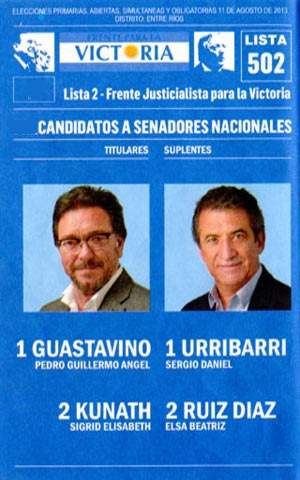 ELECCIONES PRIMARIAS, ABIERTAS, SIMULTANEAS Y OBLIGATORIAS 11 DE AGOSTO DE 2013
DISTRITO: ENTRE RÍOS
FRENTE PARA LA
VICTORIA
LISTA
502
Lista 2 - Frente Justicialista para la Victoria
CANDIDATOS A SENADORES NACIONALES
TITULARES SUPLENTES
1 GUASTAVINO 1 URRIBARRI
PEDRO GUILLERMO ANGEL SERGIO DANIEL
2 KUNATH 2 RUIZ DIAZ
SIGRID ELISABETH ELSA BEATRIZ